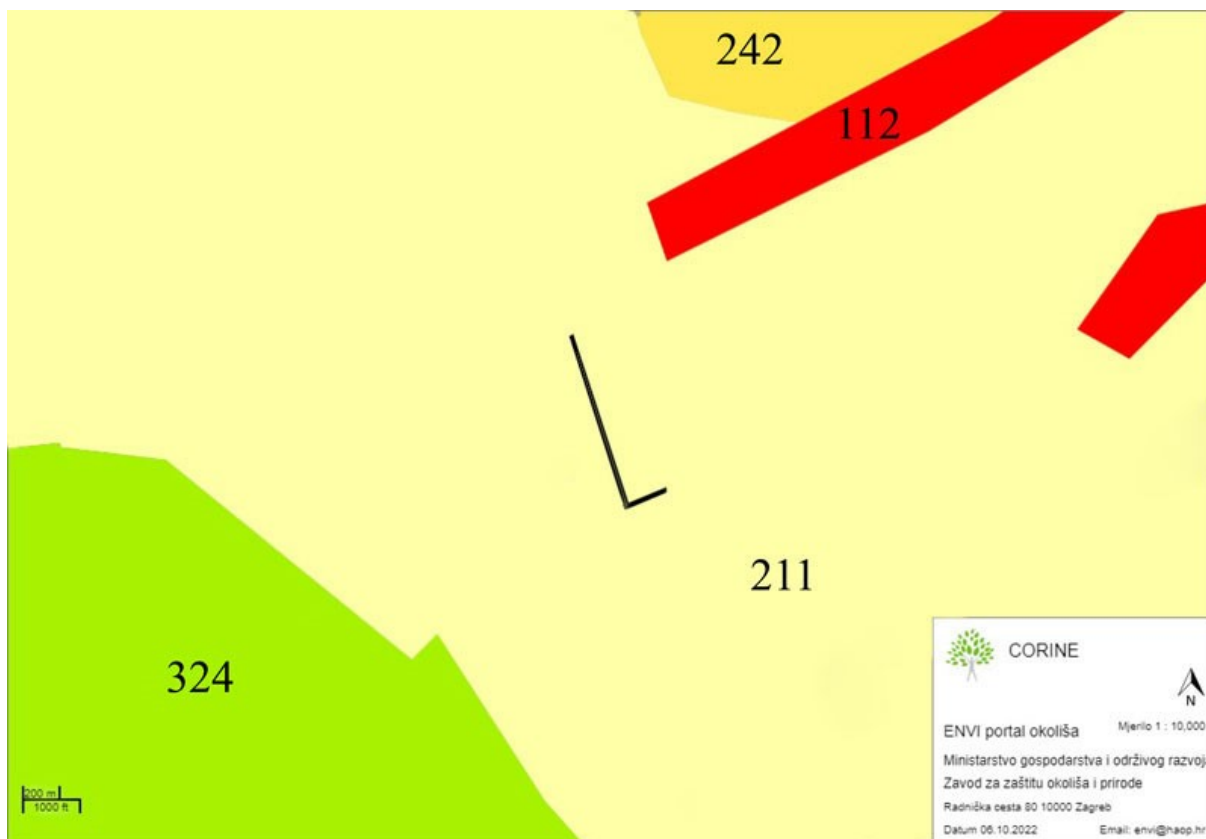 242
112
211
324
200 m
1000 ft
CORINE
N
ENVI portal okoliša
Mjerilo 1 : 10,000
Ministarstvo gospodarstva i održivog razvoja
Zavod za zaštitu okoliša i prirode
Radnička cesta 80 10000 Zagreb
Datum 06.10.2022 Email: envi@haop.hr